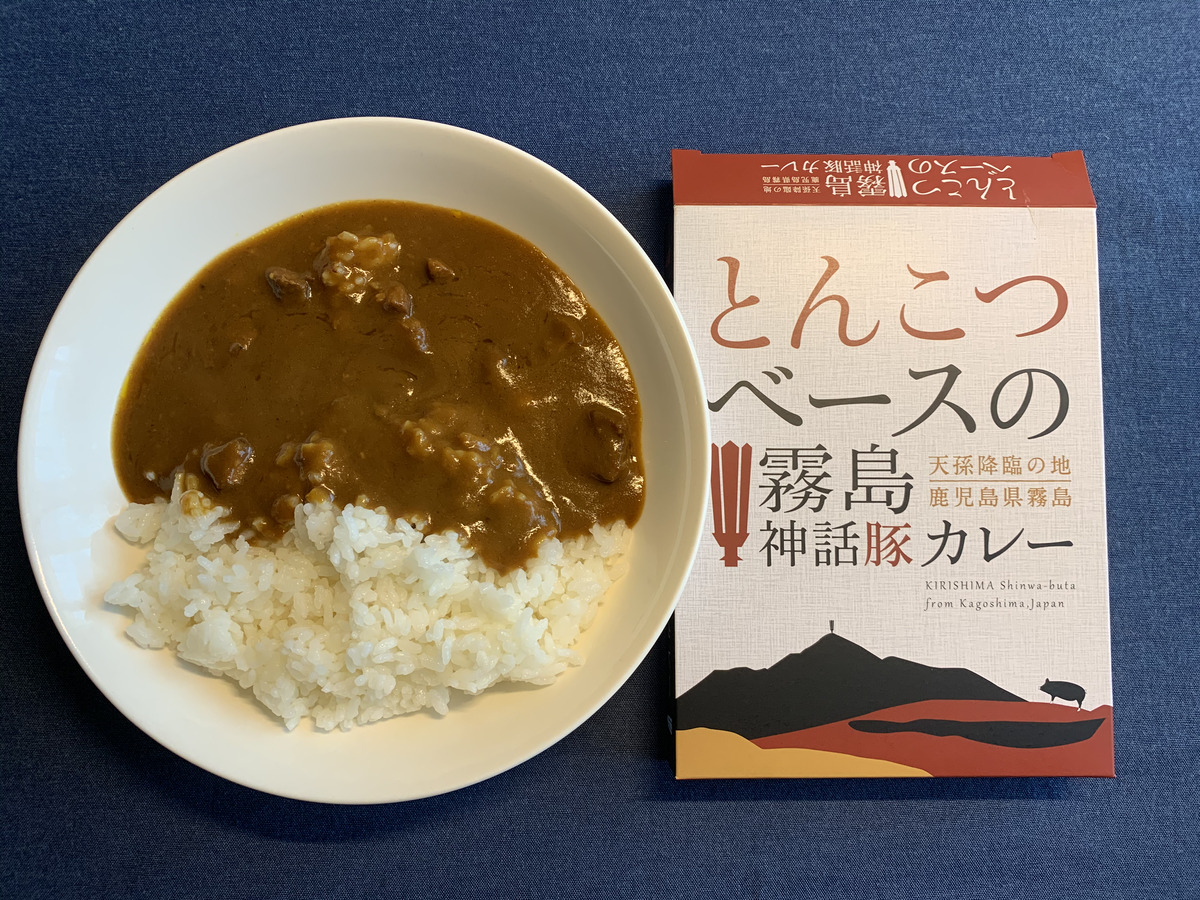 とんこつ
ベースの
霧島
神話豚カレー
天孫降臨の地
鹿児島県霧島
とんこつ
ベースの
霧島
神話豚カレー
天孫降臨の地
鹿児島県霧島
KIRISHIMA Shinwa-buta
from Kagoshima,Japan